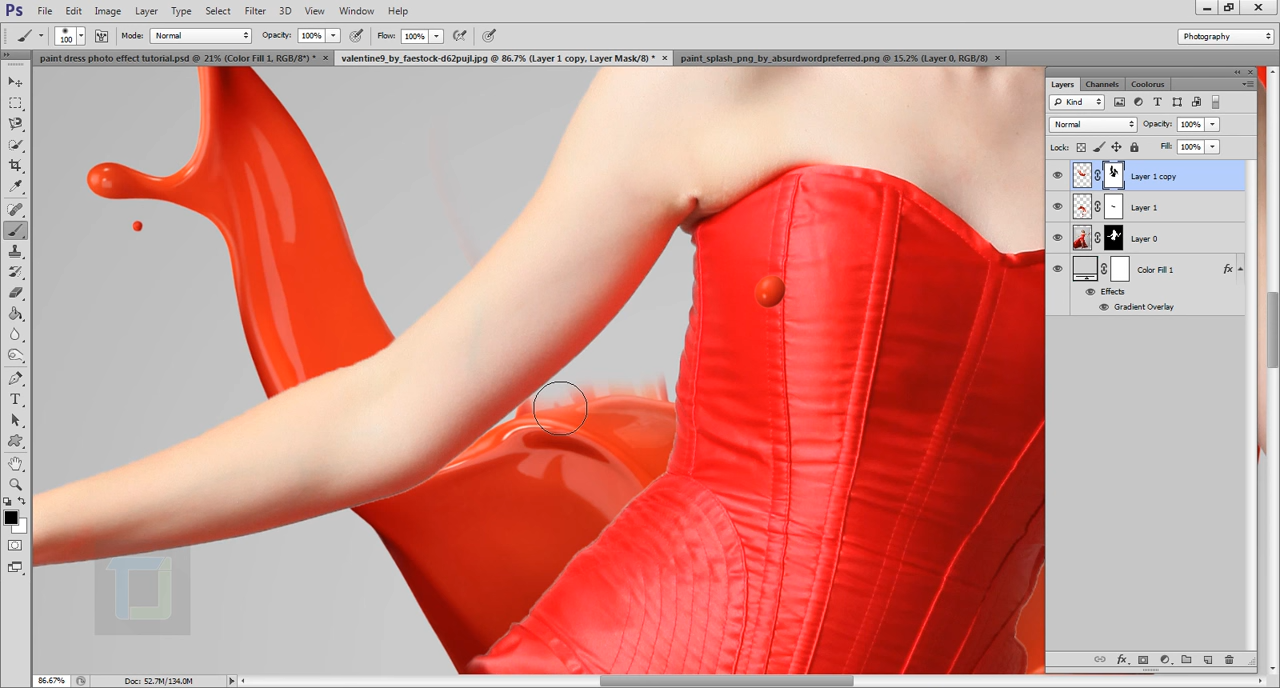 Ps File Edit Image Layer Type Select Filter 3D View Window Help
100 Mode: Normal Opacity: 100% Flow: 100% Photography
paint dress photo effect tutorial.psd @ 21% (Color Fill 1, RGB/8*) * × valentine9_by_faestock-d62pujl.jpg @ 86.7% (Layer 1 copy, Layer Mask/8) * × paint_splash_png_by_absurdwordpreferred.png @ 15.2% (Layer 0, RGB/8) ×
Layers Channels Coolorus
Kind
Normal Opacity: 100%
Lock: Fill: 100%
Layer 1 copy
Layer 1
Layer 0
Color Fill 1 fx
Effects
Gradient Overlay
fx
86.67% Doc: 52.7M/134.0M